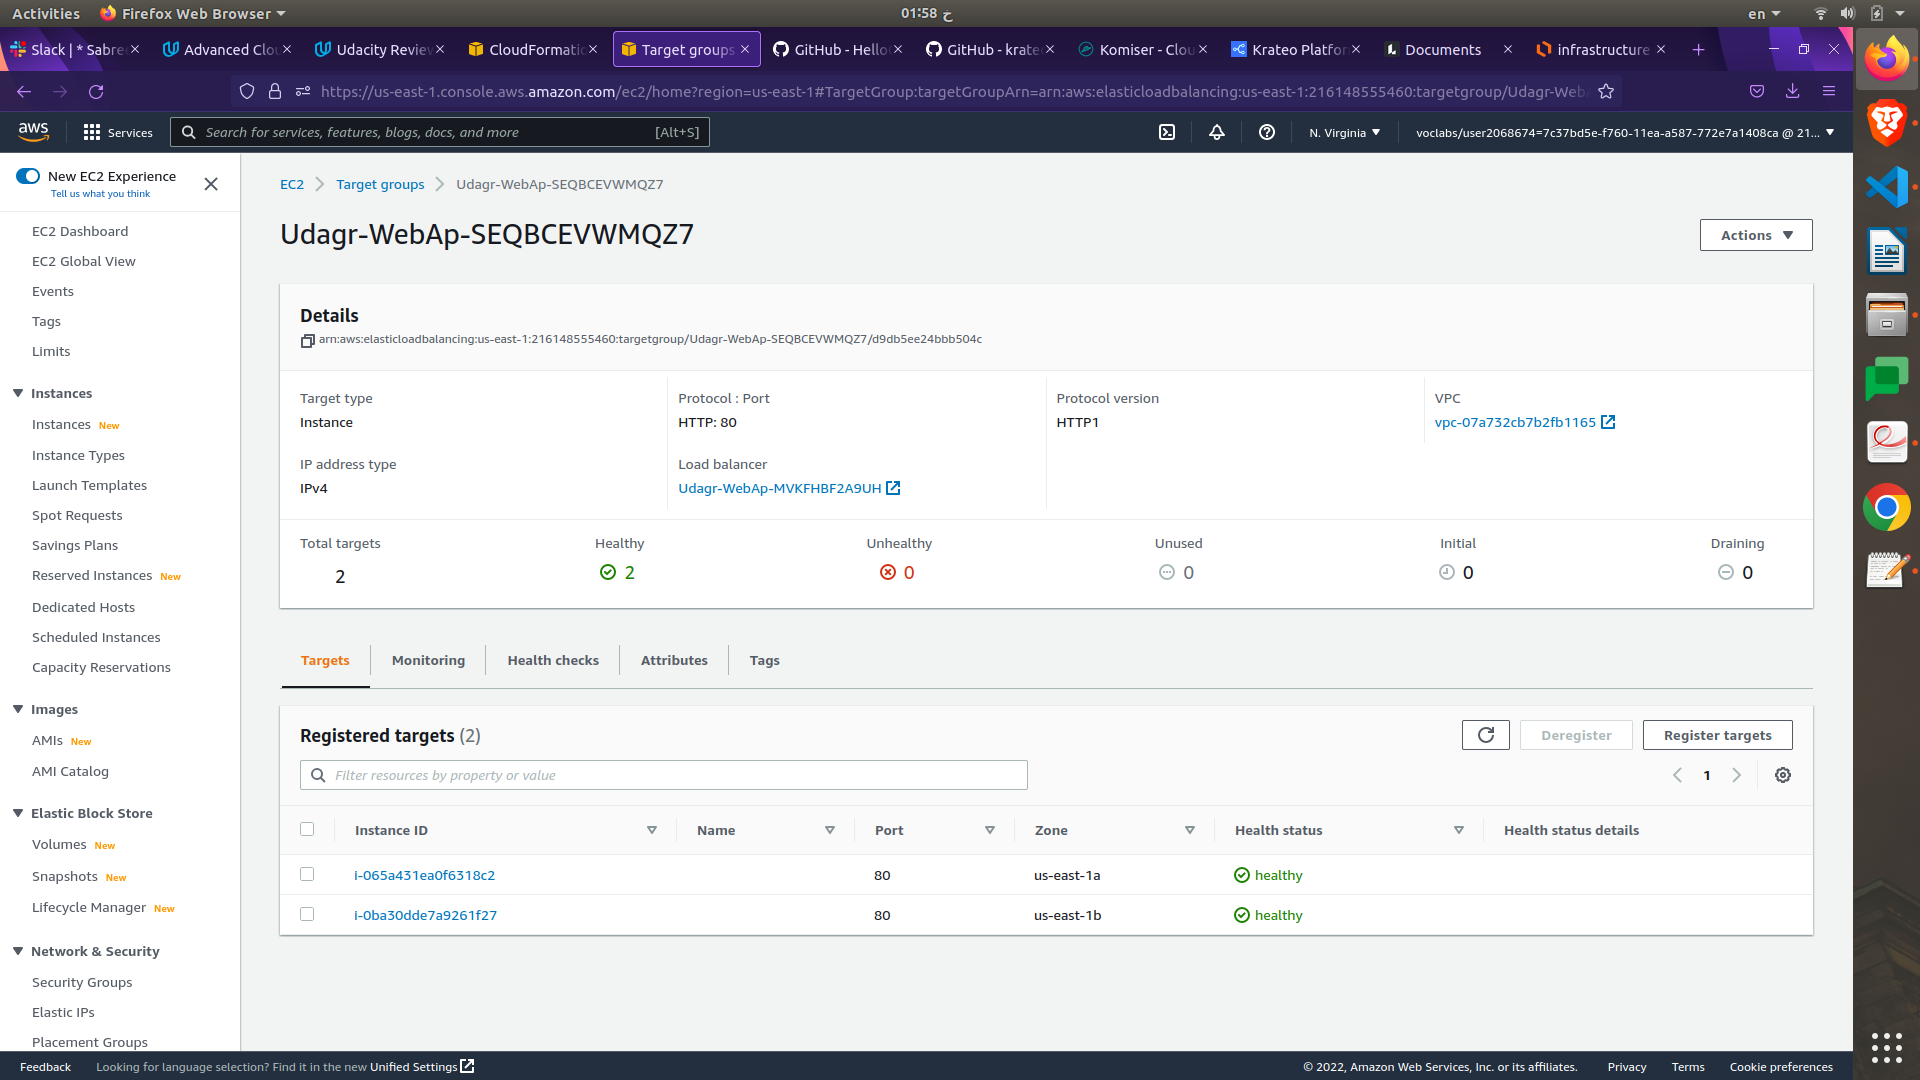 Activities
Firefox Web Browser
01:58 ح
en
Slack | * Sabre
Advanced Clou
Udacity Review
CloudFormatio
Target groups
GitHub - Hello
GitHub - krate
Komiser - Clou
Krateo Platfor
Documents
infrastructure
https://us-east-1.console.aws.amazon.com/ec2/home?region=us-east-1#TargetGroup:targetGroupArn=arn:aws:elasticloadbalancing:us-east-1:216148555460:targetgroup/Udagr-WebA
aws
Services
Search for services, features, blogs, docs, and more
[Alt+S]
N. Virginia
voclabs/user2068674=7c37bd5e-f760-11ea-a587-772e7a1408ca @ 21...
New EC2 Experience
Tell us what you think
EC2 Dashboard
EC2 Global View
Events
Tags
Limits
Instances
Instances New
Instance Types
Launch Templates
Spot Requests
Savings Plans
Reserved Instances New
Dedicated Hosts
Scheduled Instances
Capacity Reservations
Images
AMIs New
AMI Catalog
Elastic Block Store
Volumes New
Snapshots New
Lifecycle Manager New
Network & Security
Security Groups
Elastic IPs
Placement Groups
EC2
Target groups
Udagr-WebAp-SEQBCEVWMQZ7
Udagr-WebAp-SEQBCEVWMQZ7
Actions
Details
arn:aws:elasticloadbalancing:us-east-1:216148555460:targetgroup/Udagr-WebAp-SEQBCEVWMQZ7/d9db5ee24bbb504c
Target type
Instance
Protocol : Port
HTTP: 80
Protocol version
HTTP1
VPC
vpc-07a732cb7b2fb1165
IP address type
IPv4
Load balancer
Udagr-WebAp-MVKFHBF2A9UH
Total targets
2
Healthy
2
Unhealthy
0
Unused
0
Initial
0
Draining
0
Targets
Monitoring
Health checks
Attributes
Tags
Registered targets (2)
Deregister
Register targets
Filter resources by property or value
1
Instance ID
Name
Port
Zone
Health status
Health status details
i-065a431ea0f6318c2
80
us-east-1a
healthy
i-0ba30dde7a9261f27
80
us-east-1b
healthy
Feedback
Looking for language selection? Find it in the new Unified Settings
© 2022, Amazon Web Services, Inc. or its affiliates.
Privacy
Terms
Cookie preferences